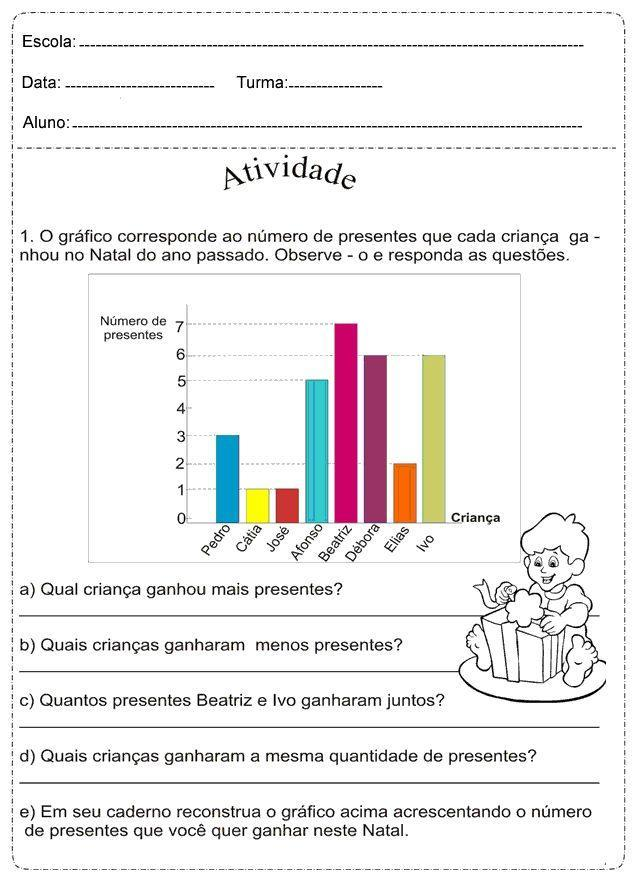 Escola:
Data: Turma:
Aluno:
Atividade
1. O gráfico corresponde ao número de presentes que cada criança ga -
nhou no Natal do ano passado. Observe - o e responda as questões.
Número de
presentes
7
6
5
4
3
2
1
0
Criança
Pedro
Cátia
José
Afonso
Beatriz
Débora
Elias
Ivo
a) Qual criança ganhou mais presentes?
b) Quais crianças ganharam menos presentes?
c) Quantos presentes Beatriz e Ivo ganharam juntos?
d) Quais crianças ganharam a mesma quantidade de presentes?
e) Em seu caderno reconstrua o gráfico acima acrescentando o número
de presentes que você quer ganhar neste Natal.